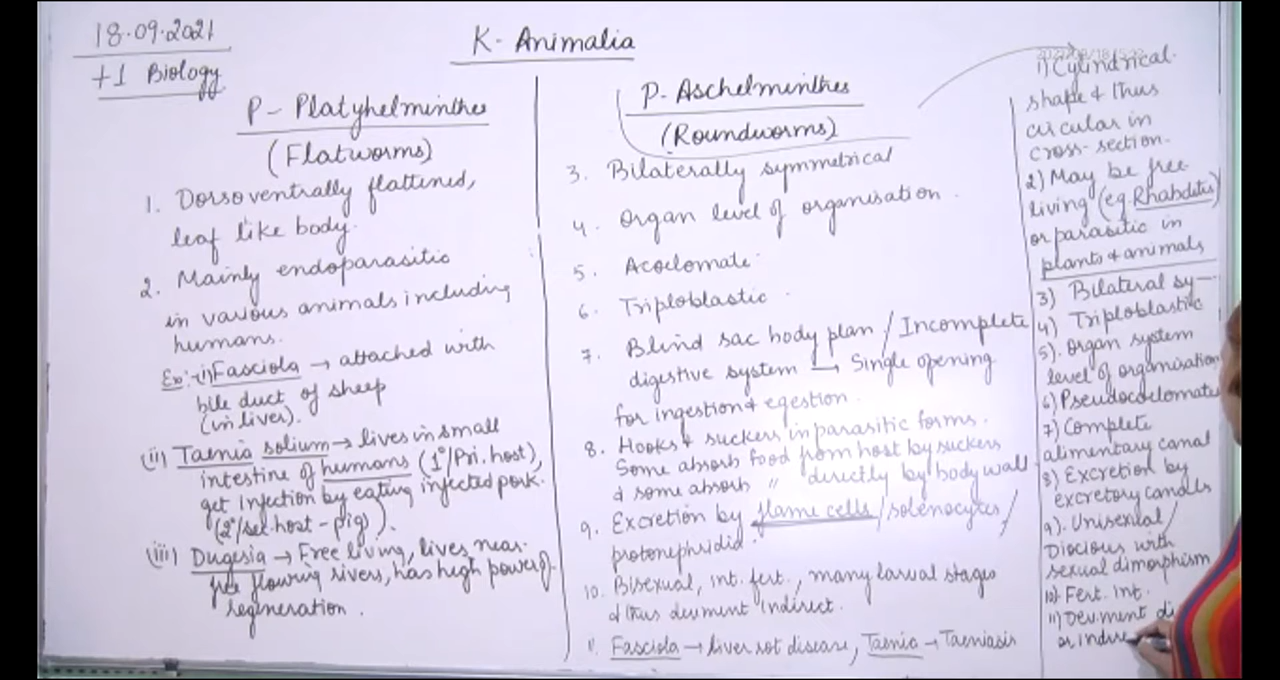 18.09.2021
+1 Biology
K- Animalia
P- Platyhelminthes
(Flatworms)
1. Dorsoventrally flattened,
leaf like body.
2. Mainly endoparasitic
in various animals including
humans.
Ex:-(i) Fasciola → attached with
bile duct of sheep
(in liver).
(ii) Taenia solium → lives in small
intestine of humans (1°/Pri. host),
get infection by eating infected pork.
(2°/sec. host - pig)).
(iii) Dugesia → Free living, lives near
free flowing rivers, has high power of
regeneration.
P- Aschelminthes
(Roundworms)
3. Bilaterally symmetrical
4. Organ level of organisation.
5. Acoelomate.
6. Triploblastic.
7. Blind sac body plan / Incomplete
digestive system → Single opening
for ingestion & egestion.
8. Hooks & suckers in parasitic forms.
Some absorb food from host by suckers
& some absorb " directly by body wall
9. Excretion by flame cells/solenocytes/
protonephridia.
10. Bisexual, int. fert., many larval stages
& thus devment Indirect.
11. Fasciola → liver rot disease, Taenia → Taeniasis
1) Cylindrical
shape & thus
circular in
cross-section.
2) May be free
living (eg. Rhabditis)
or parasitic in
plants & animals
3) Bilateral sy—
4) Triploblastic
5). Organ system
level of organisation
6) Pseudocoelomate
7) Complete
alimentary canal
8) Excretion by
excretory canals
9). Unisexual/
Diocious with
sexual dimorphism
10) Fert. Int.
11) Dev.ment di
or indire